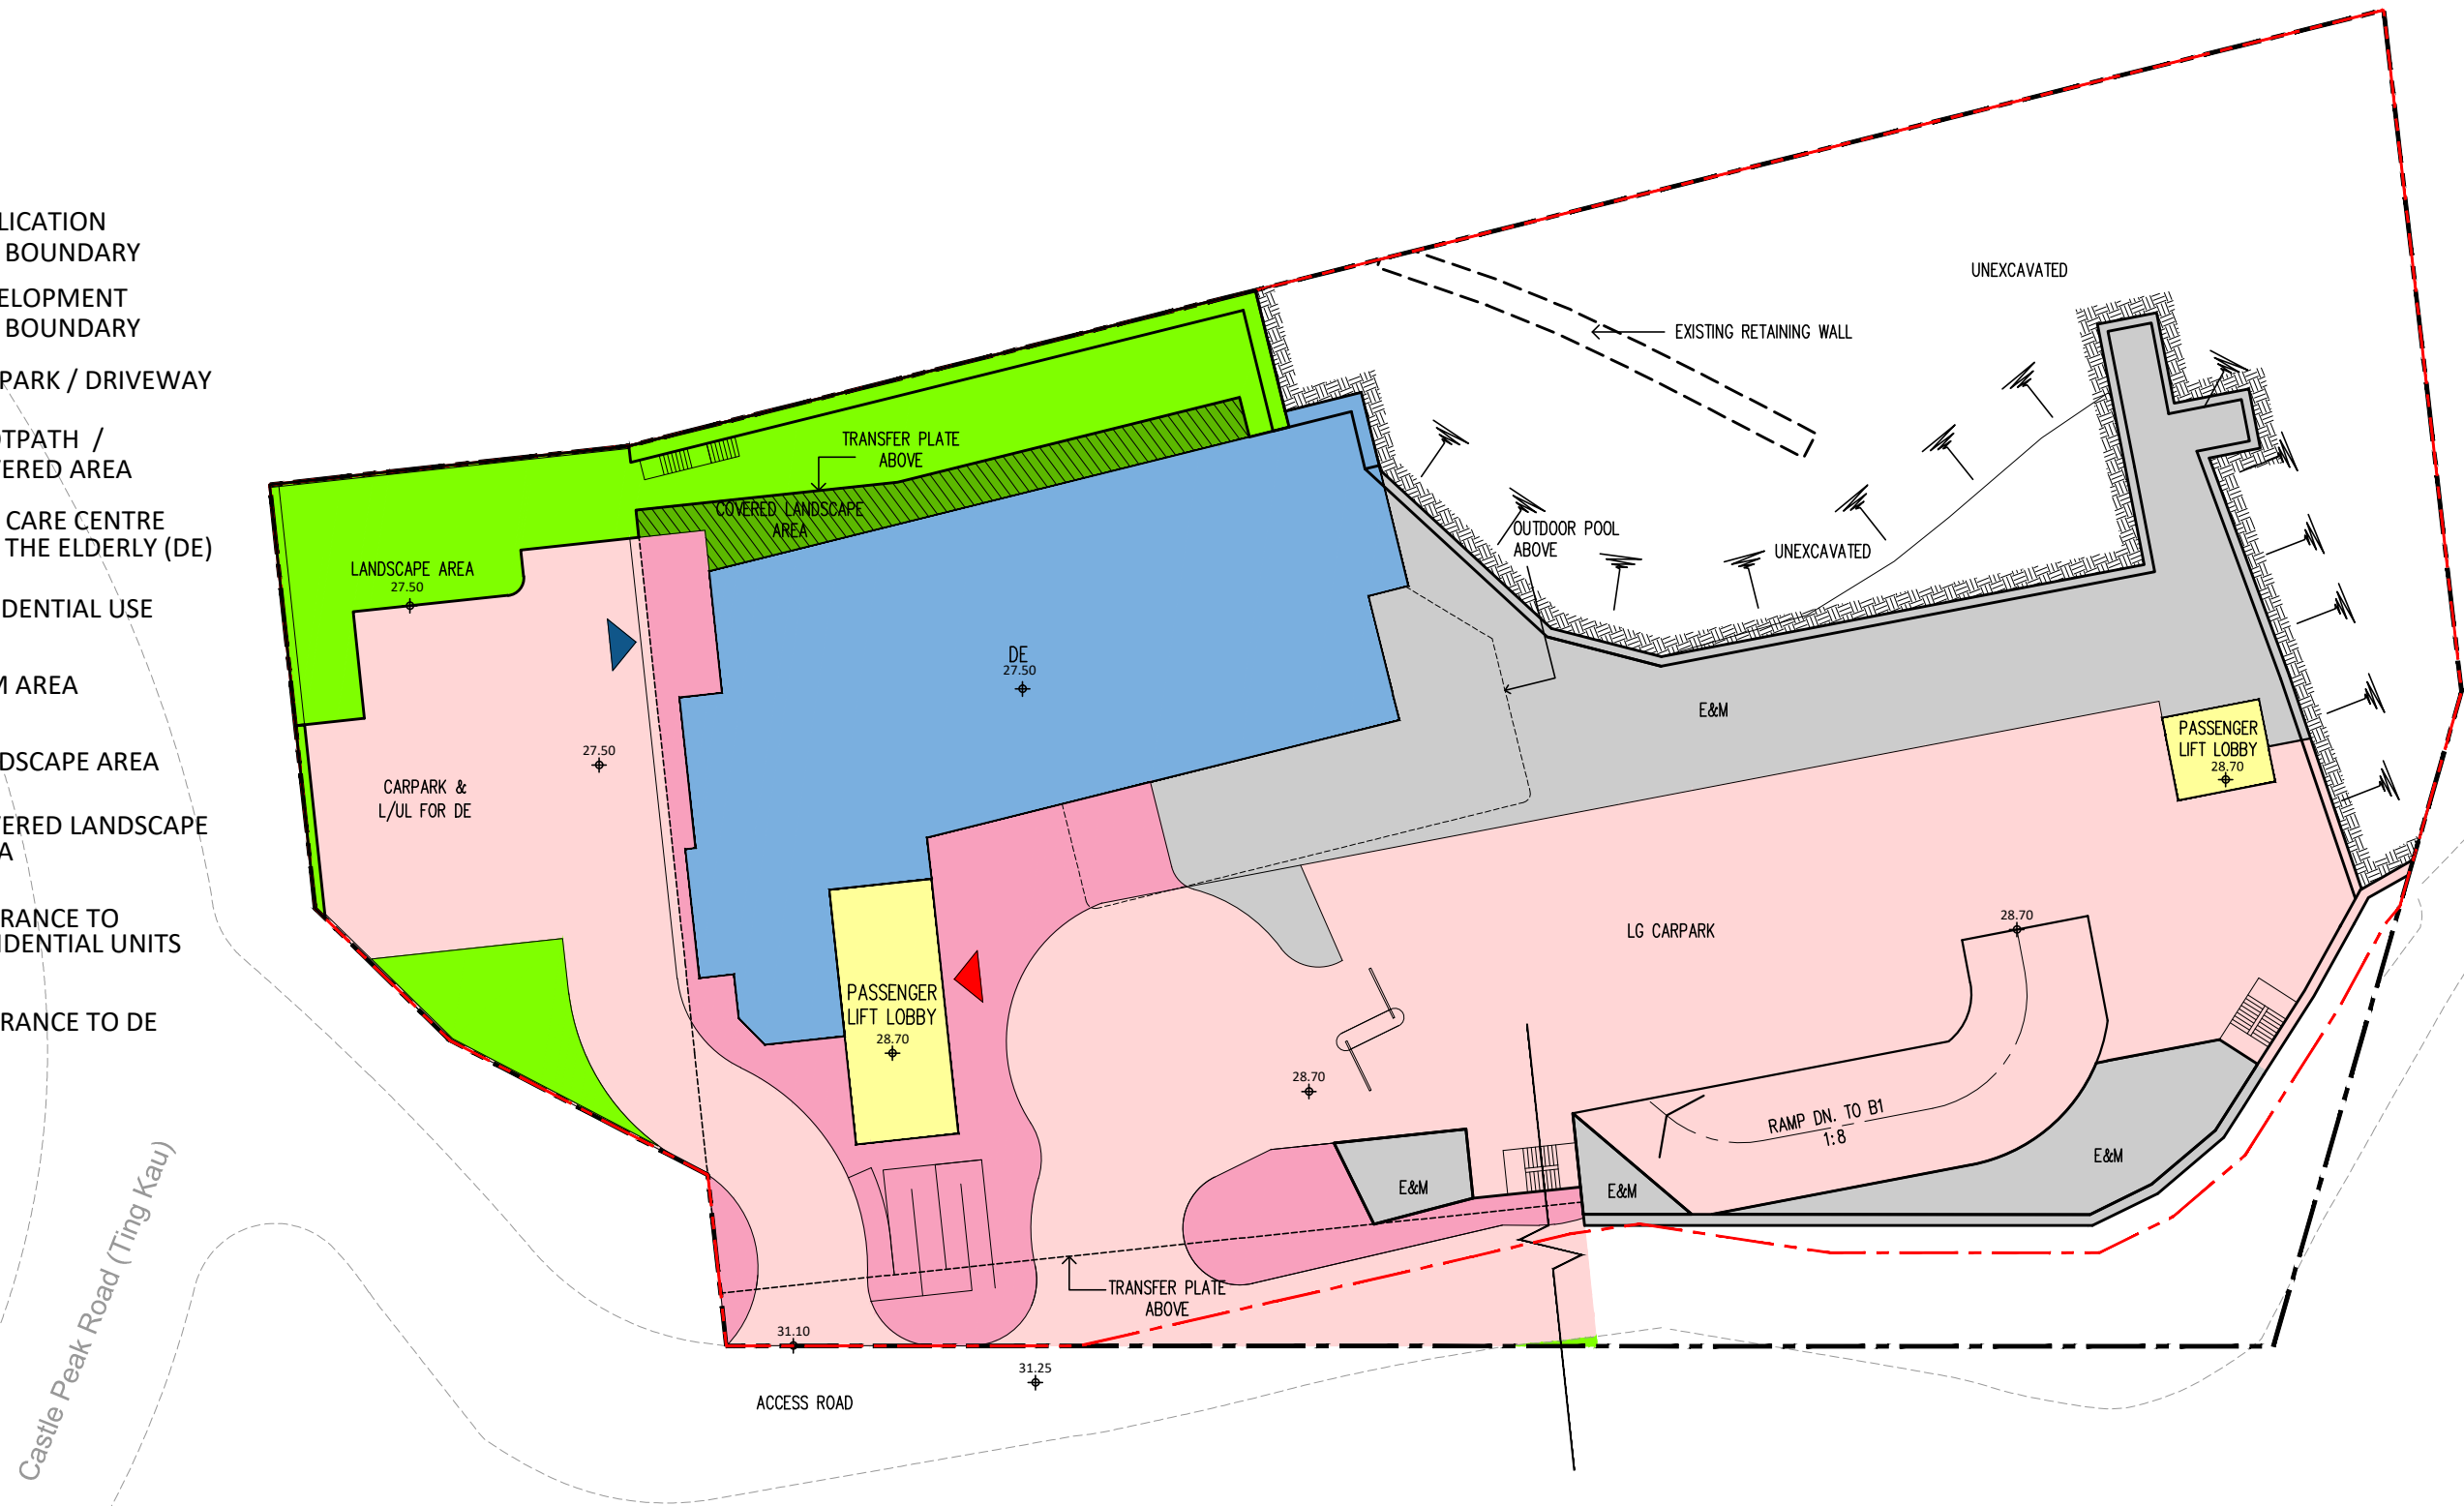 LICATION
BOUNDARY
ELOPMENT
BOUNDARY
PARK / DRIVEWAY
OTPATH /
ERED AREA
CARE CENTRE
THE ELDERLY (DE)
IDENTIAL USE
M AREA
DSCAPE AREA
ERED LANDSCAPE
A
RANCE TO
IDENTIAL UNITS
RANCE TO DE
Castle Peak Road (Ting Kau)
UNEXCAVATED
EXISTING RETAINING WALL
TRANSFER PLATE
ABOVE
COVERED LANDSCAPE
AREA
LANDSCAPE AREA
27.50
OUTDOOR POOL
ABOVE
UNEXCAVATED
DE
27.50
E&M
PASSENGER
LIFT LOBBY
28.70
27.50
CARPARK &
L/UL FOR DE
LG CARPARK
28.70
PASSENGER
LIFT LOBBY
28.70
28.70
RAMP DN. TO B1
1:8
E&M
E&M
E&M
TRANSFER PLATE
ABOVE
31.10
31.25
ACCESS ROAD